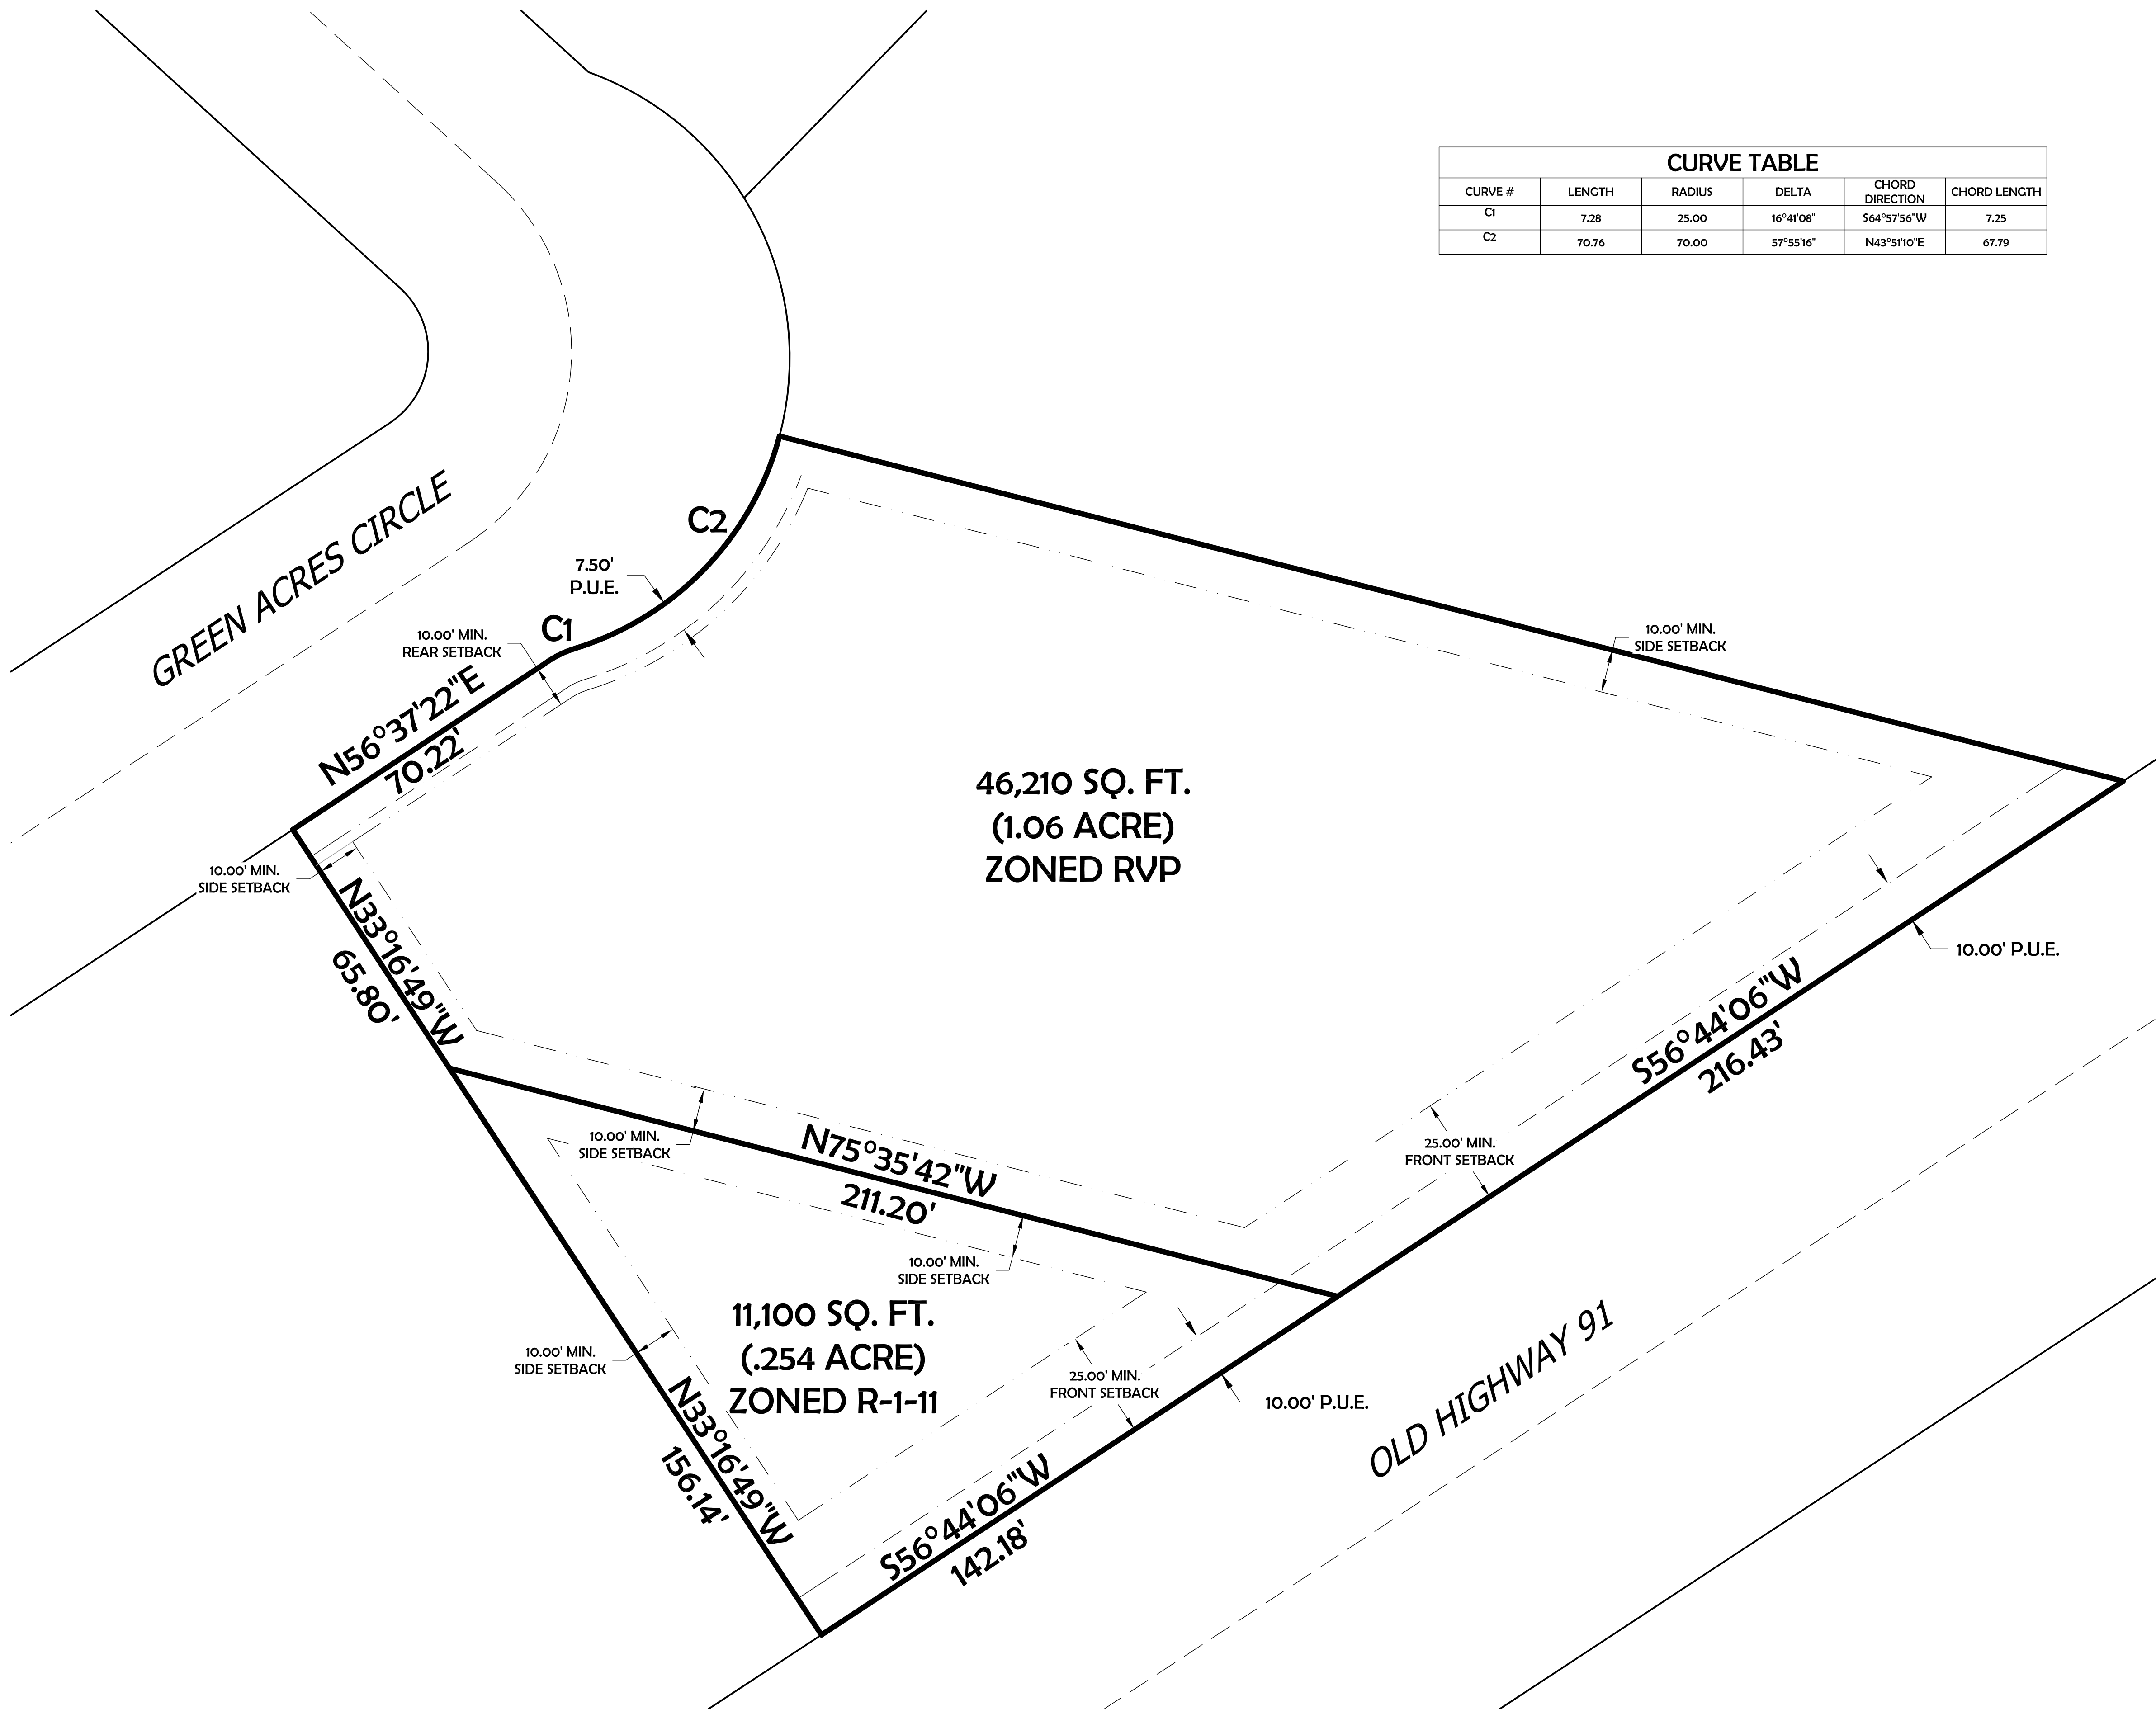 CURVE TABLE
CURVE # LENGTH RADIUS DELTA CHORD DIRECTION CHORD LENGTH
C1 7.28 25.00 16°41'08" S64°57'56"W 7.25
C2 70.76 70.00 57°55'16" N43°51'10"E 67.79
GREEN ACRES CIRCLE
C2
7.50'
P.U.E.
C1
10.00' MIN.
REAR SETBACK
10.00' MIN.
SIDE SETBACK
N56°37'22"E
70.22'
46,210 SQ. FT.
(1.06 ACRE)
ZONED RVP
10.00' MIN.
SIDE SETBACK
N33°16'49"W
65.80'
10.00' P.U.E.
S56°44'06"W
216.43'
10.00' MIN.
SIDE SETBACK
N75°35'42"W
211.20'
25.00' MIN.
FRONT SETBACK
10.00' MIN.
SIDE SETBACK
11,100 SQ. FT.
(.254 ACRE)
ZONED R-1-11
10.00' MIN.
SIDE SETBACK
25.00' MIN.
FRONT SETBACK
10.00' P.U.E.
OLD HIGHWAY 91
N33°16'49"W
156.14'
S56°44'06"W
142.18'